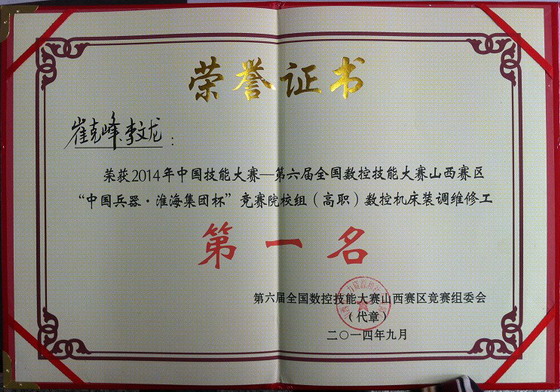 荣誉证书
崔克峰、李文龙：
荣获2014年中国技能大赛—第六届全国数控技能大赛山西赛区
“中国兵器·淮海集团杯”竞赛院校组（高职）数控机床装调维修工
第一名
第六届全国数控技能大赛山西赛区竞赛组委会
（代章）
二〇一四年九月